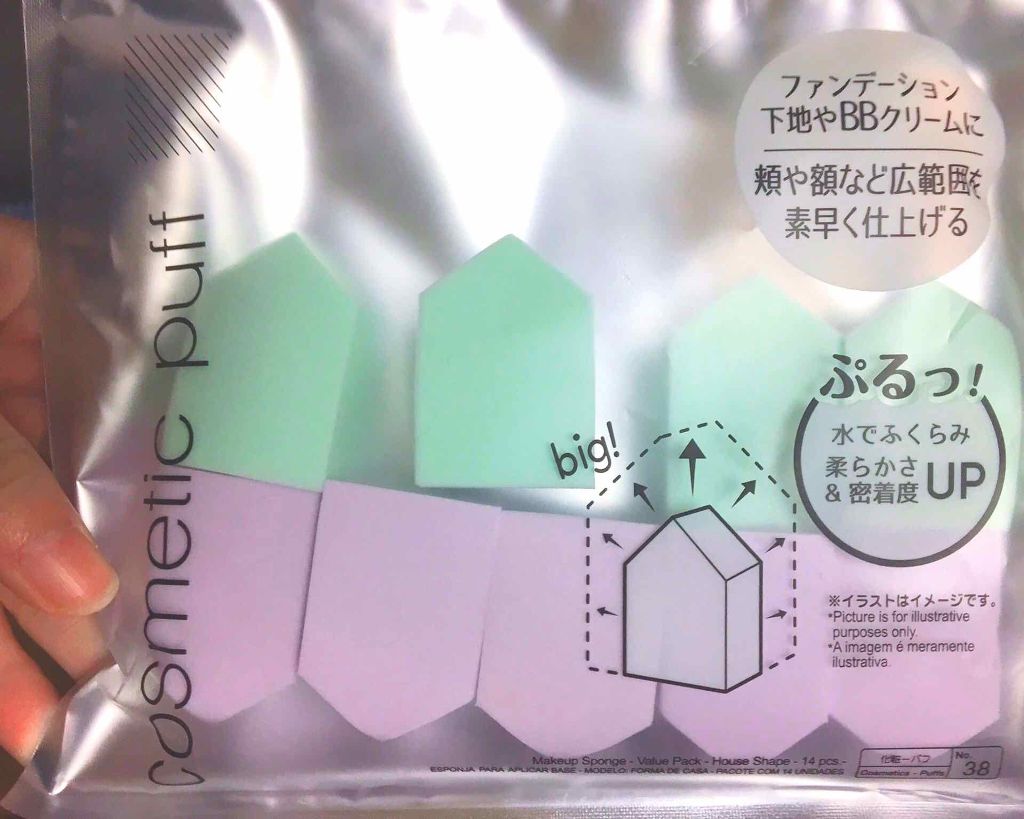 cosmetic puff
ファンデーション
下地やBBクリームに
頬や額など広範囲を
素早く仕上げる
ぷるっ!
水でふくらみ
柔らかさ
&密着度 UP
big!
※イラストはイメージです。
*Picture is for illustrative
purposes only.
*A imagem é meramente
ilustrativa.
Makeup Sponge - Value Pack - House Shape - 14 pcs.-
ESPONJA PARA APLICAR BASE - MODELO: FORMA DE CASA - PACOTE COM 14 UNIDADES
化粧-パフ
Cosmetics - Puffs
No.
38